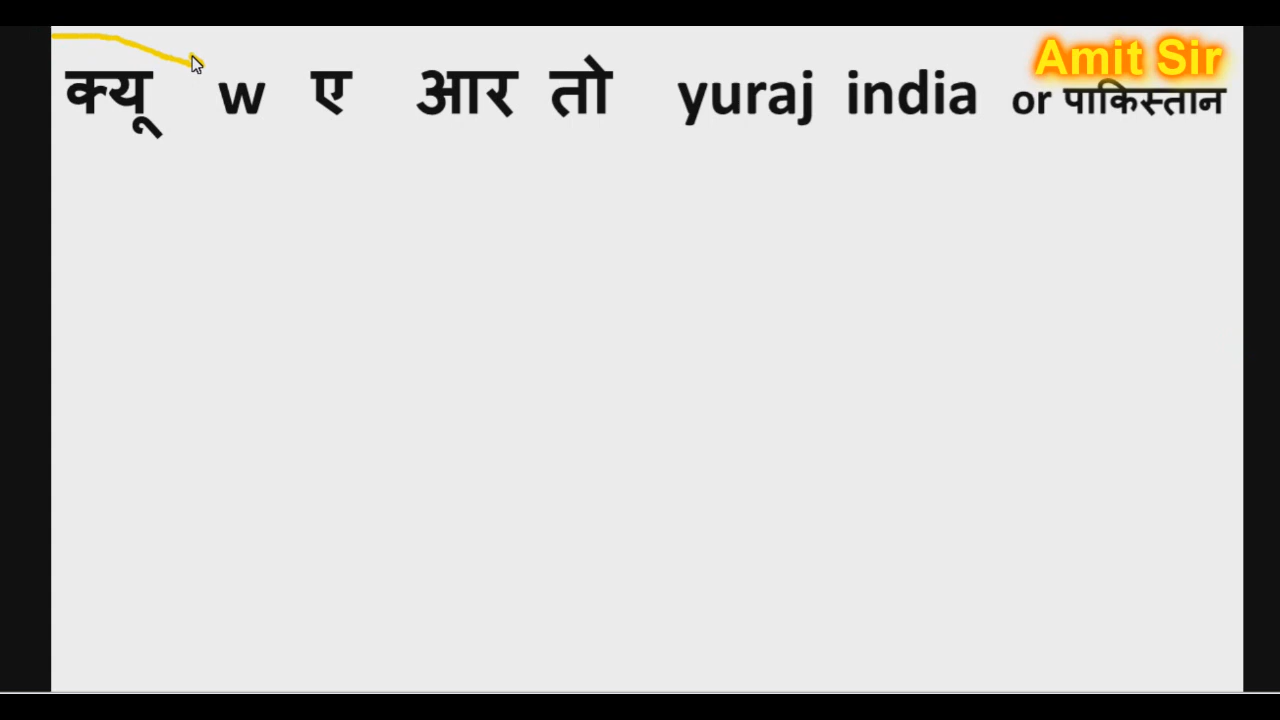 Amit Sir
क्यू w ए आर तो yuraj india or पाकिस्तान